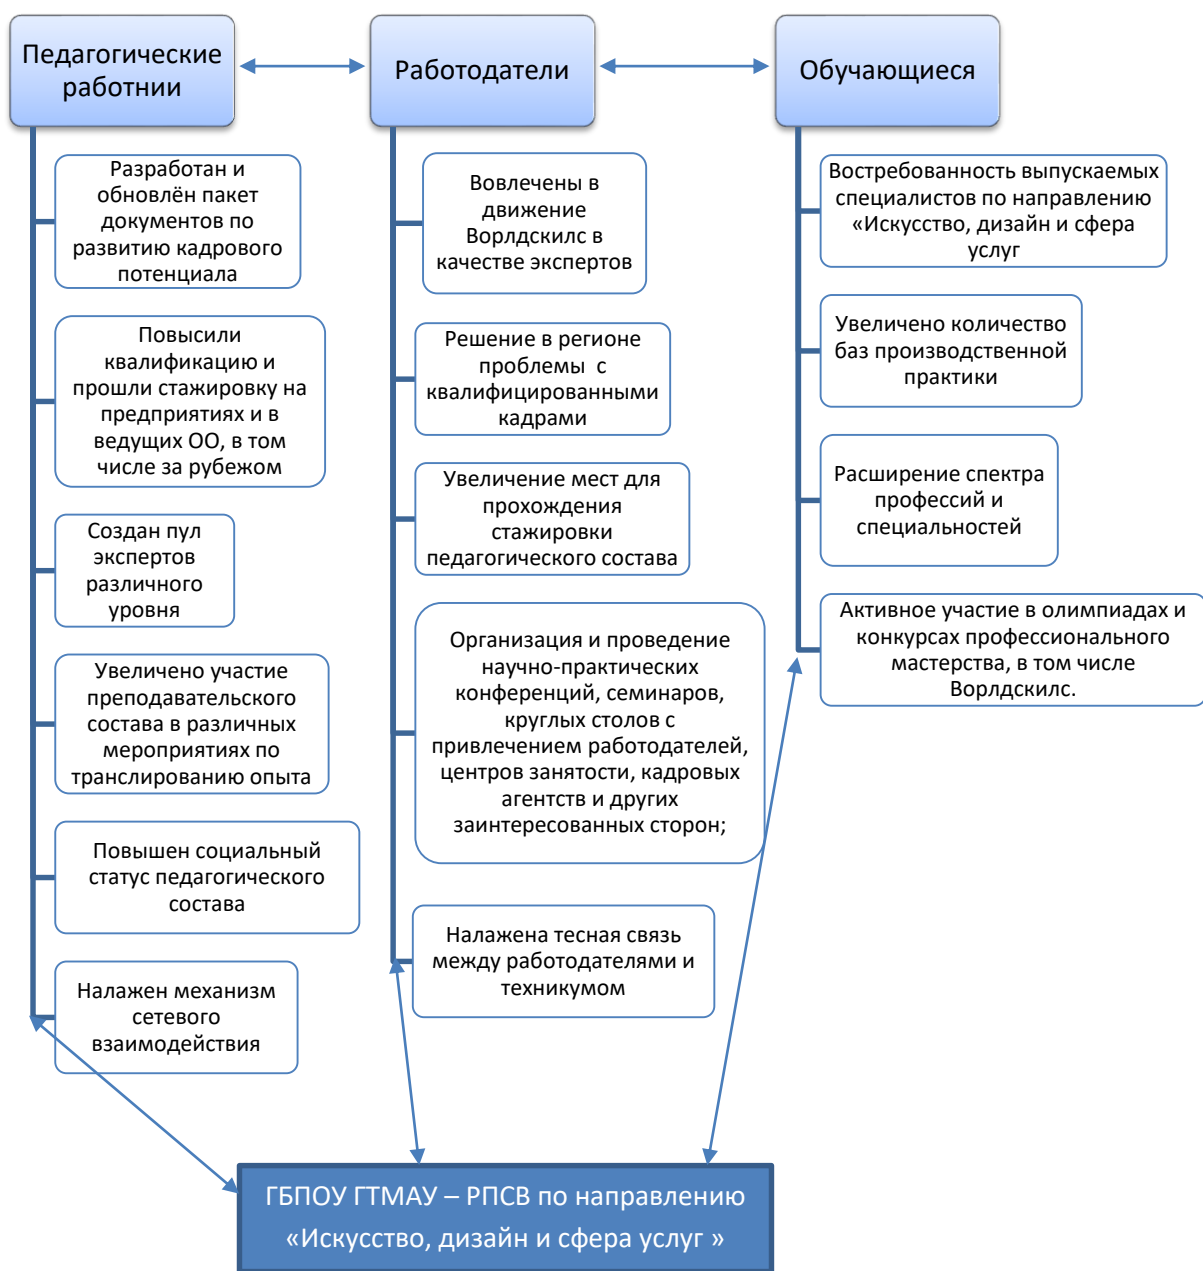 Педагогические
работнии
Работодатели
Обучающиеся
Разработан и
обновлён пакет
документов по
развитию кадрового
потенциала
Повысили
квалификацию и
прошли стажировку на
предприятиях и в
ведущих ОО, в том
числе за рубежом
Создан пул
экспертов
различного
уровня
Увеличено участие
преподавательского
состава в различных
мероприятиях по
транслированию опыта
Повышен социальный
статус педагогического
состава
Налажен механизм
сетевого
взаимодействия
Вовлечены в
движение
Ворлдскилс в
качестве экспертов
Решение в регионе
проблемы с
квалифицированными
кадрами
Увеличение мест для
прохождения
стажировки
педагогического состава
Организация и проведение
научно-практических
конференций, семинаров,
круглых столов с
привлечением работодателей,
центров занятости, кадровых
агентств и других
заинтересованных сторон;
Налажена тесная связь
между работодателями и
техникумом
Востребованность выпускаемых
специалистов по направлению
«Искусство, дизайн и сфера
услуг
Увеличено количество
баз производственной
практики
Расширение спектра
профессий и
специальностей
Активное участие в олимпиадах и
конкурсах профессионального
мастерства, в том числе
Ворлдскилс.
ГБПОУ ГТМАУ – РПСВ по направлению
«Искусство, дизайн и сфера услуг »